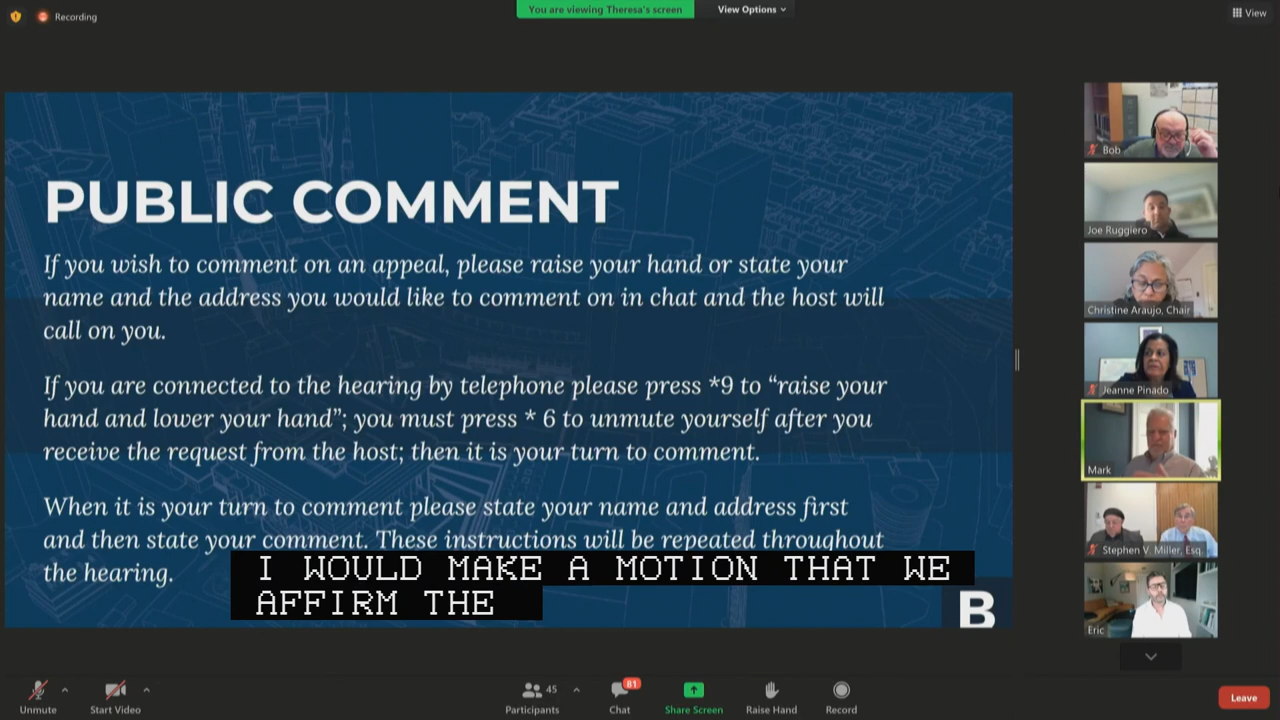 Recording
You are viewing Theresa's screen
View Options
View
PUBLIC COMMENT
If you wish to comment on an appeal, please raise your hand or state your
name and the address you would like to comment on in chat and the host will
call on you.
If you are connected to the hearing by telephone please press *9 to “raise your
hand and lower your hand”; you must press * 6 to unmute yourself after you
receive the request from the host; then it is your turn to comment.
When it is your turn to comment please state your name and address first
and then state your comment. These instructions will be repeated throughout
the hearing.
I WOULD MAKE A MOTION THAT WE
AFFIRM THE
B
Bob
Joe Ruggiero
Christine Araujo, Chair
Jeanne Pinado
Mark
Stephen V. Miller, Esq.
Eric
Unmute
Start Video
45
Participants
81
Chat
Share Screen
Raise Hand
Record
Leave